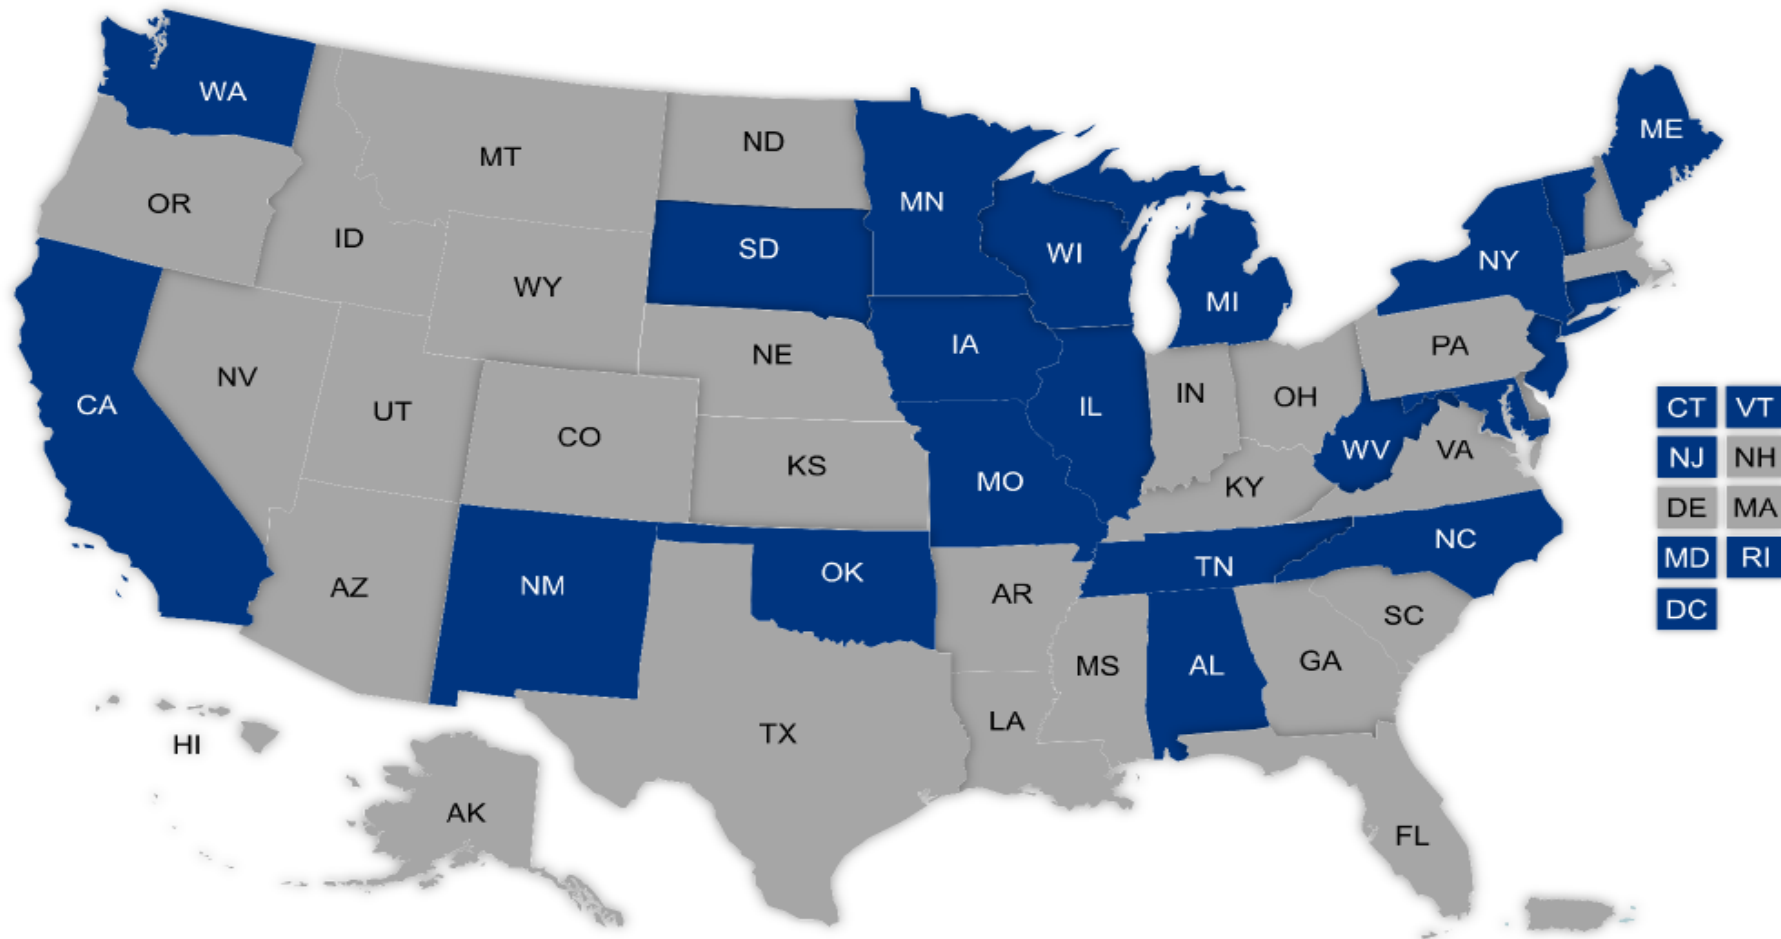 WA
ME
ND
MT
MN
OR
ID
SD
WI
NY
WY
MI
IA
PA
NE
NV
CA
UT
IL
IN
OH
CT VT
CO
WV
VA
KS
NJ NH
MO
KY
DE MA
NC
MD RI
TN
OK
NM
AZ
AR
DC
SC
GA
AL
MS
LA
TX
HI
AK
FL